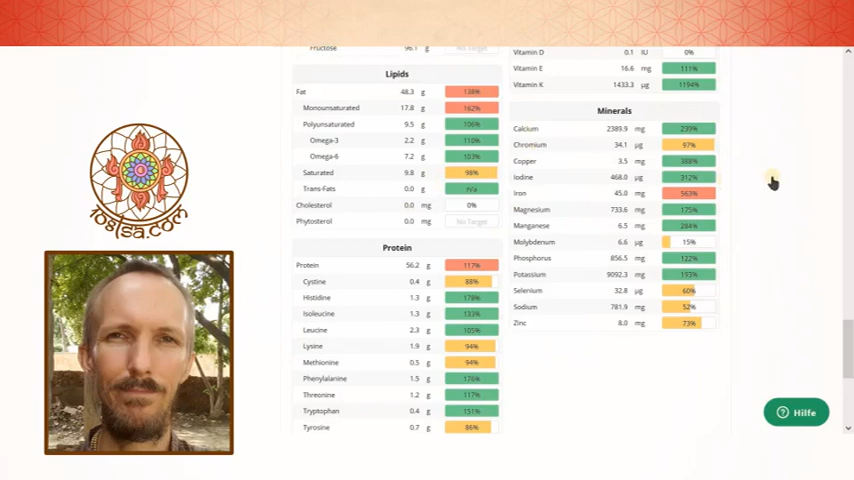 Fructose 96.1 g No Target
Lipids
Fat 48.3 g 138%
Monounsaturated 17.8 g 162%
Polyunsaturated 9.5 g 106%
Omega-3 2.2 g 110%
Omega-6 7.2 g 103%
Saturated 9.8 g 98%
Trans-Fats 0.0 g n/a
Cholesterol 0.0 mg 0%
Phytosterol 0.0 mg No Target
Protein
Protein 56.2 g 117%
Cystine 0.4 g 88%
Histidine 1.3 g 178%
Isoleucine 1.3 g 133%
Leucine 2.3 g 105%
Lysine 1.9 g 94%
Methionine 0.5 g 94%
Phenylalanine 1.5 g 176%
Threonine 1.2 g 117%
Tryptophan 0.4 g 151%
Tyrosine 0.7 g 86%
Vitamin D 0.1 IU 0%
Vitamin E 16.6 mg 111%
Vitamin K 1433.3 µg 1194%
Minerals
Calcium 2389.9 mg 239%
Chromium 34.1 µg 97%
Copper 3.5 mg 388%
Iodine 468.0 µg 312%
Iron 45.0 mg 563%
Magnesium 733.6 mg 175%
Manganese 6.5 mg 284%
Molybdenum 6.6 µg 15%
Phosphorus 856.5 mg 122%
Potassium 9092.3 mg 193%
Selenium 32.8 µg 60%
Sodium 781.9 mg 52%
Zinc 8.0 mg 73%
108lsa.com
Hilfe